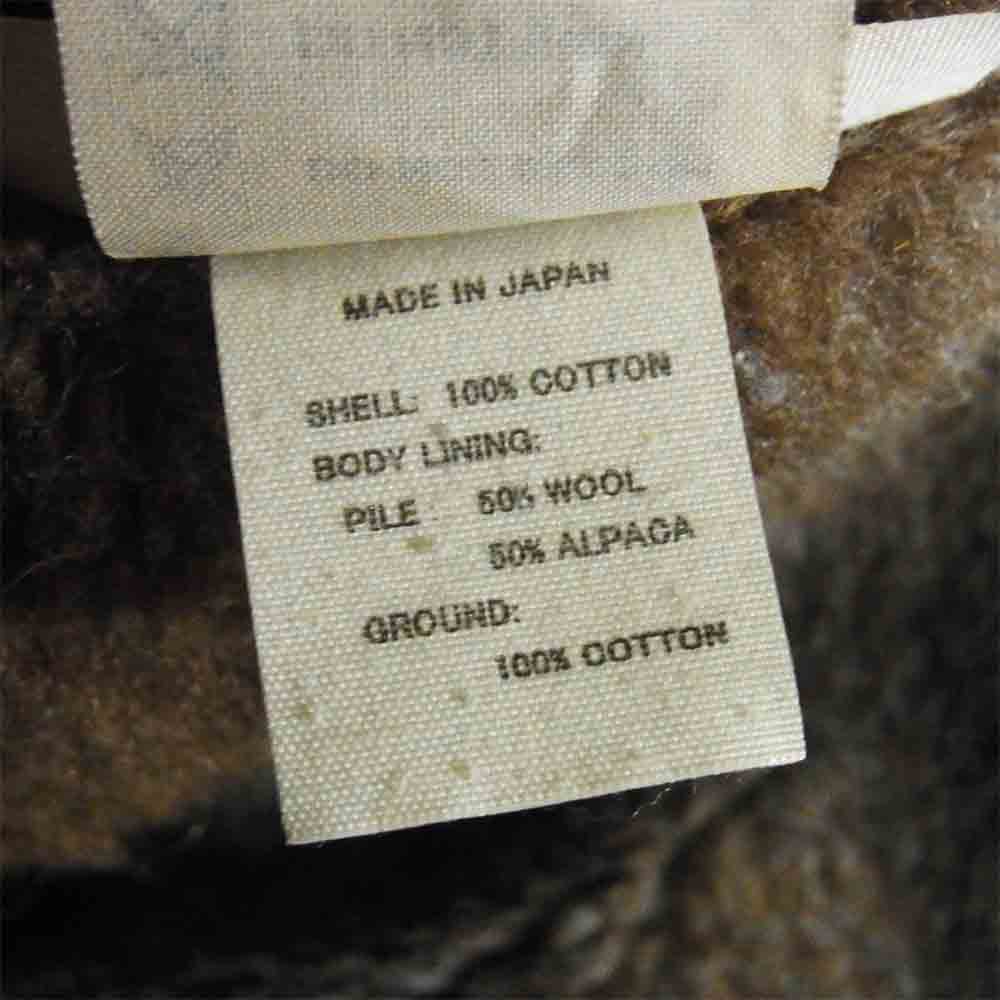 MADE IN JAPAN
SHELL: 100% COTTON
BODY LINING:
PILE : 50% WOOL
50% ALPACA
GROUND:
100% COTTON